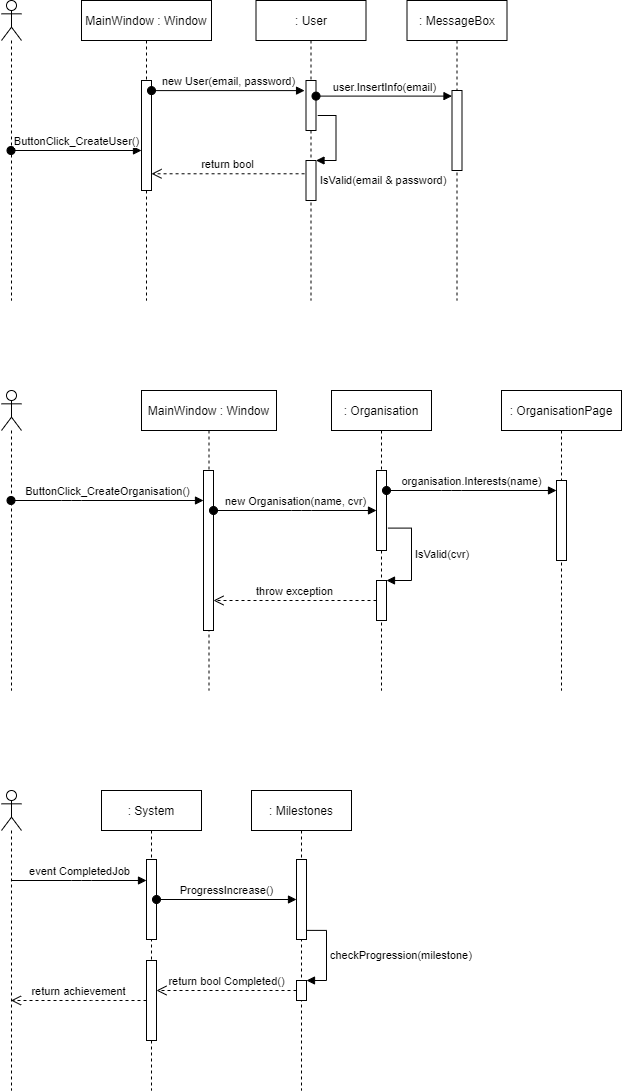 MainWindow : Window
: User
: MessageBox
new User(email, password)
user.InsertInfo(email)
ButtonClick_CreateUser()
return bool
IsValid(email & password)
MainWindow : Window
: Organisation
: OrganisationPage
organisation.Interests(name)
ButtonClick_CreateOrganisation()
new Organisation(name, cvr)
IsValid(cvr)
throw exception
: System
: Milestones
event CompletedJob
ProgressIncrease()
checkProgression(milestone)
return bool Completed()
return achievement